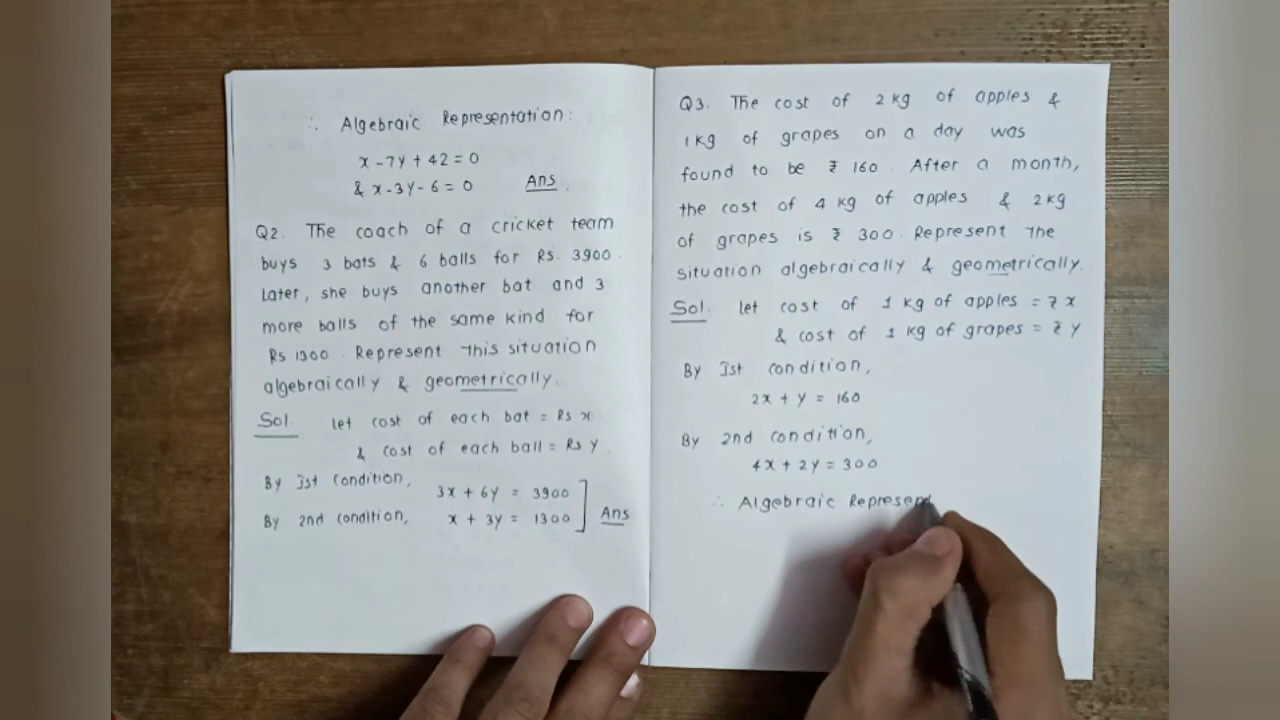 ∴ Algebraic Representation:
x - 7y + 42 = 0
& x - 3y - 6 = 0 Ans.
Q2. The coach of a cricket team
buys 3 bats & 6 balls for Rs. 3900.
Later, she buys another bat and 3
more balls of the same kind for
Rs 1300. Represent this situation
algebraically & geometrically.
Sol. let cost of each bat = Rs x
& cost of each ball = Rs y.
By Ist condition, 3x + 6y = 3900
By 2nd condition, x + 3y = 1300 ] Ans
Q3. The cost of 2 kg of apples &
1 kg of grapes on a day was
found to be ₹ 160. After a month,
the cost of 4 kg of apples & 2 kg
of grapes is ₹ 300. Represent the
situation algebraically & geometrically.
Sol. let cost of 1 kg of apples = ₹ x
& cost of 1 kg of grapes = ₹ y
By Ist condition,
2x + y = 160
By 2nd condition,
4x + 2y = 300
∴ Algebraic Represen